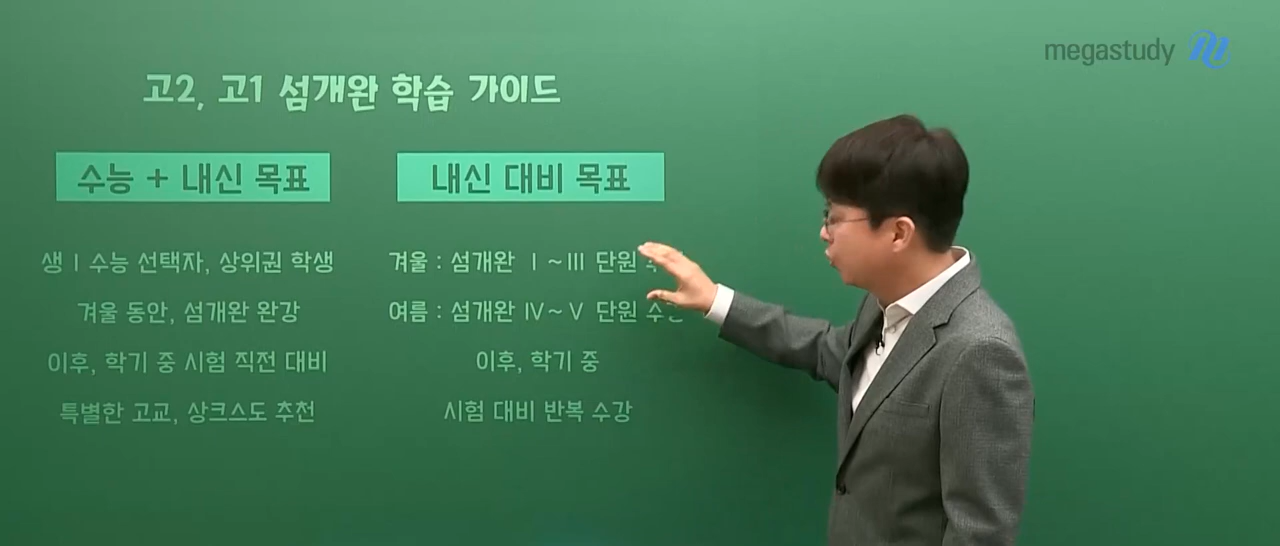 megastudy
고2, 고1 섬개완 학습 가이드
수능 + 내신 목표
생Ⅰ수능 선택자, 상위권 학생
겨울 동안, 섬개완 완강
이후, 학기 중 시험 직전 대비
특별한 고교, 상크스도 추천
내신 대비 목표
겨울 : 섬개완 Ⅰ~Ⅲ 단원
여름 : 섬개완 Ⅳ~Ⅴ 단원 수강
이후, 학기 중
시험 대비 반복 수강